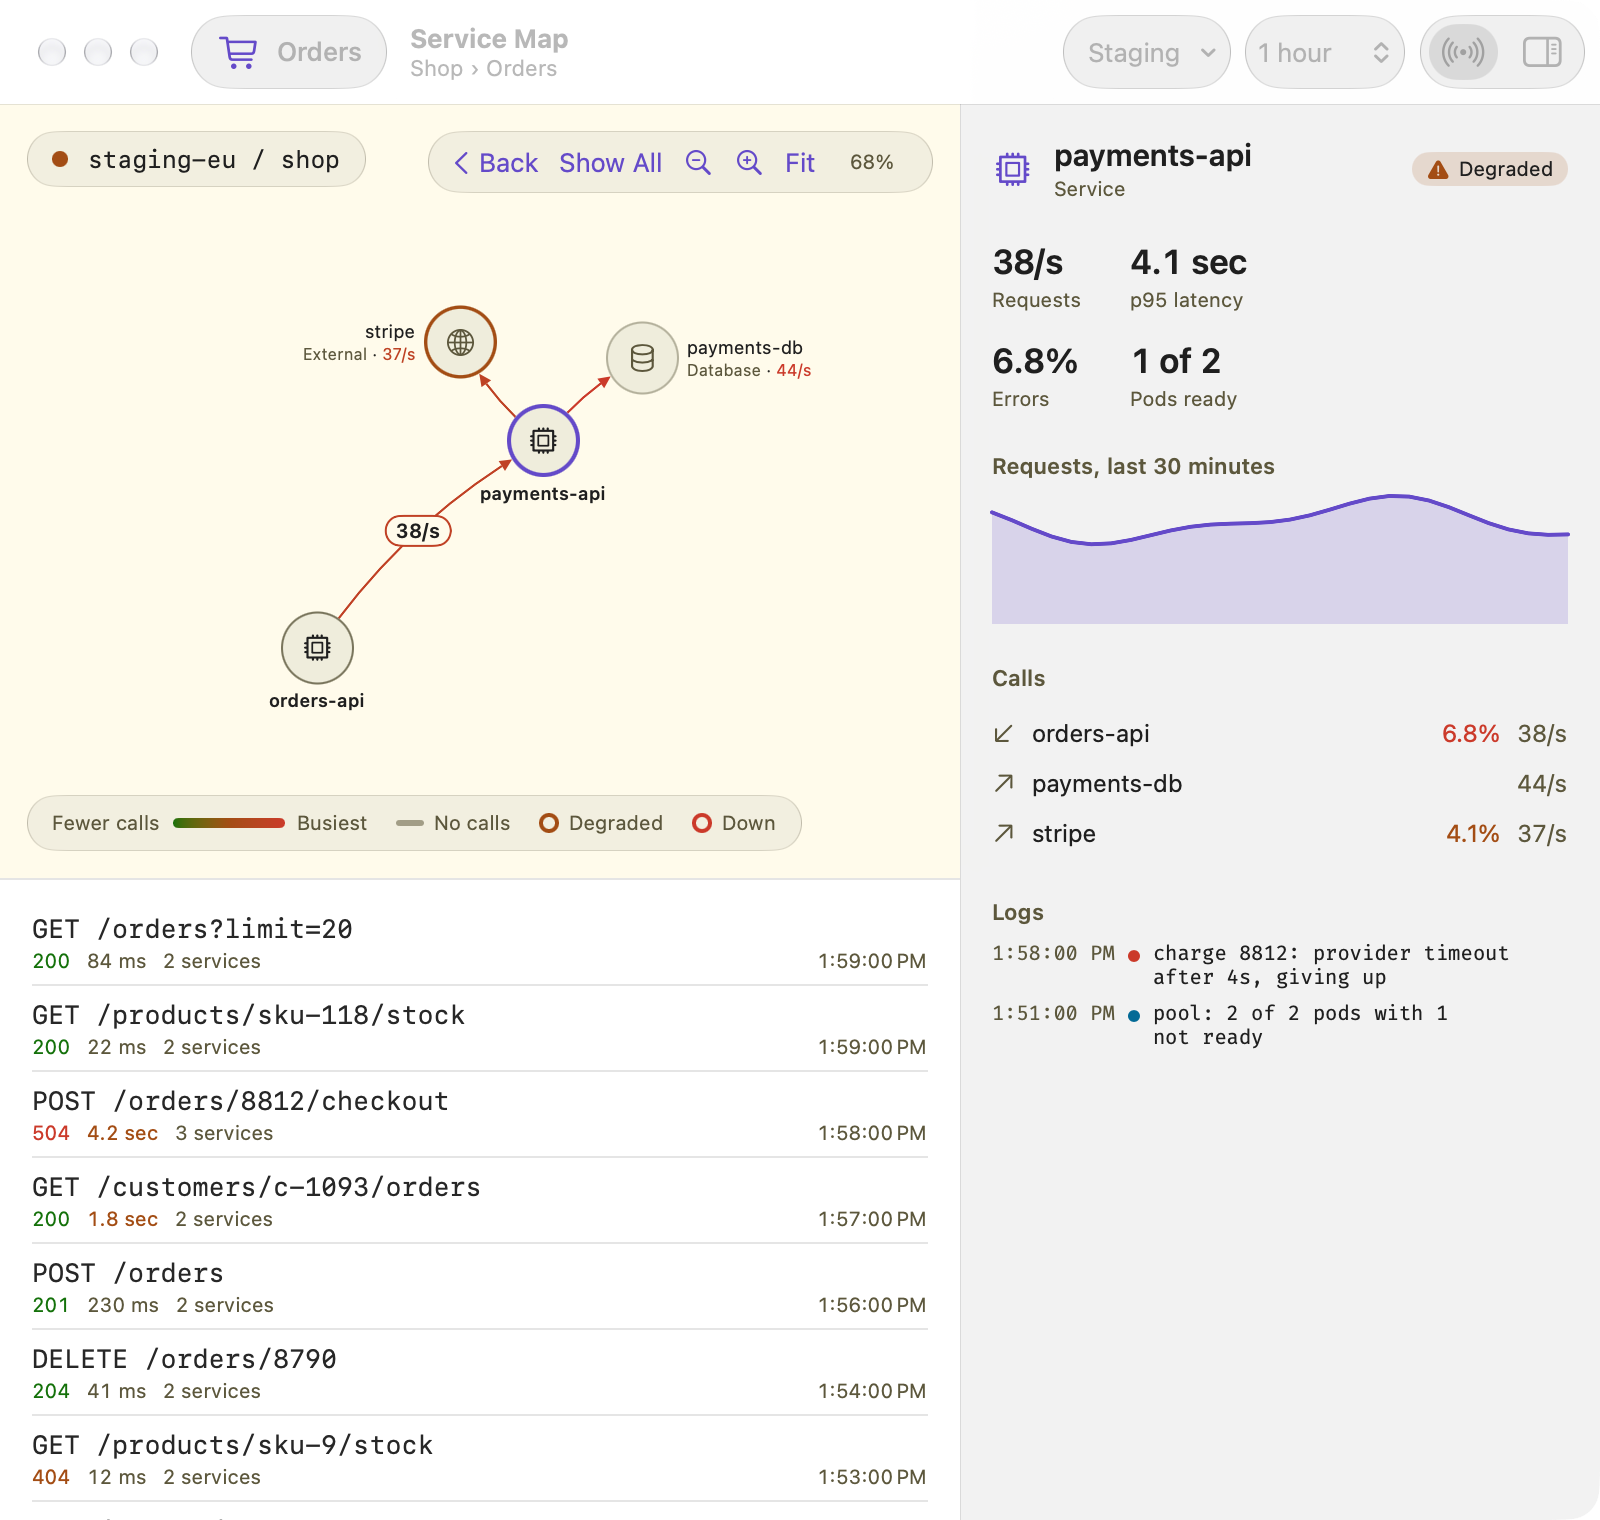 Orders
Service Map
Shop › Orders
Staging
1 hour
staging-eu / shop
Back
Show All
Fit
68%
stripe
External · 37/s
payments-db
Database · 44/s
payments-api
38/s
orders-api
Fewer calls
Busiest
No calls
Degraded
Down
GET /orders?limit=20
200 84 ms 2 services 1:59:00 PM
GET /products/sku-118/stock
200 22 ms 2 services 1:59:00 PM
POST /orders/8812/checkout
504 4.2 sec 3 services 1:58:00 PM
GET /customers/c-1093/orders
200 1.8 sec 2 services 1:57:00 PM
POST /orders
201 230 ms 2 services 1:56:00 PM
DELETE /orders/8790
204 41 ms 2 services 1:54:00 PM
GET /products/sku-9/stock
404 12 ms 2 services 1:53:00 PM
payments-api
Service
Degraded
38/s 4.1 sec
Requests p95 latency
6.8% 1 of 2
Errors Pods ready
Requests, last 30 minutes
Calls
orders-api 6.8% 38/s
payments-db 44/s
stripe 4.1% 37/s
Logs
1:58:00 PM charge 8812: provider timeout
after 4s, giving up
1:51:00 PM pool: 2 of 2 pods with 1
not ready